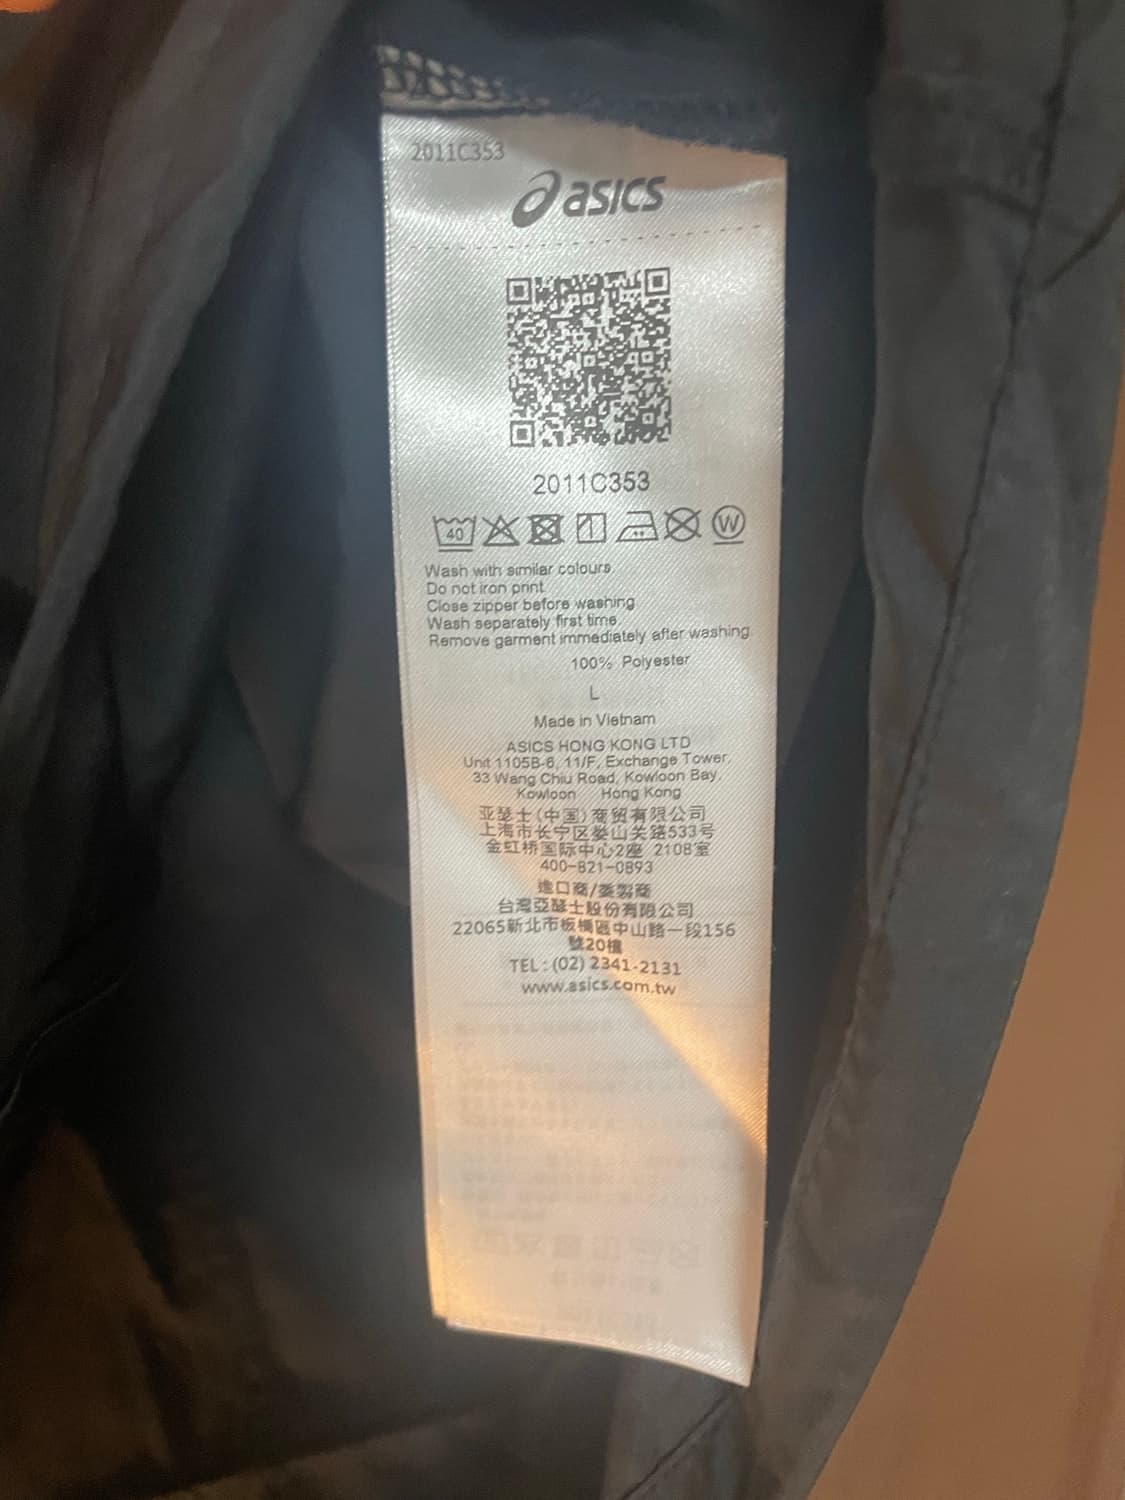 2011C353
asics
2011C353
40
W
Wash with similar colours.
Do not iron print.
Close zipper before washing
Wash separately first time.
Remove garment immediately after washing.
100% Polyester
L
Made in Vietnam
ASICS HONG KONG LTD
Unit 1105B-6, 11/F, Exchange Tower,
33 Wang Chiu Road, Kowloon Bay,
Kowloon Hong Kong
亚瑟士(中国)商贸有限公司
上海市长宁区娄山关路533号
金虹桥国际中心2座 2108室
400-821-0893
進口商/委製商
台灣亞瑟士股份有限公司
22065新北市板橋區中山路一段156
號20樓
TEL:(02) 2341-2131
www.asics.com.tw